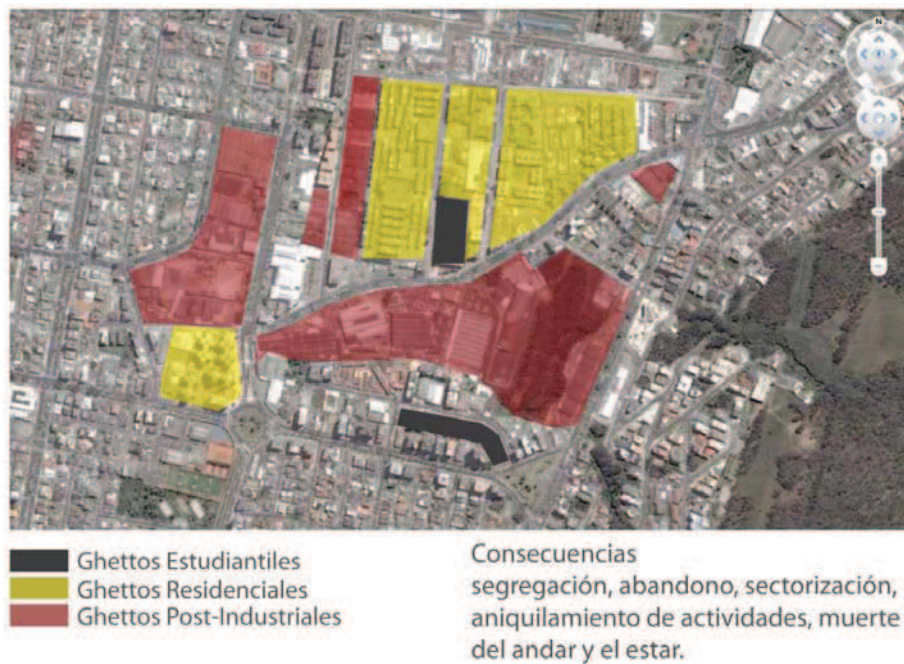 N
Ghettos Estudiantiles
Ghettos Residenciales
Ghettos Post-Industriales
Consecuencias
segregación, abandono, sectorización,
aniquilamiento de actividades, muerte
del andar y el estar.